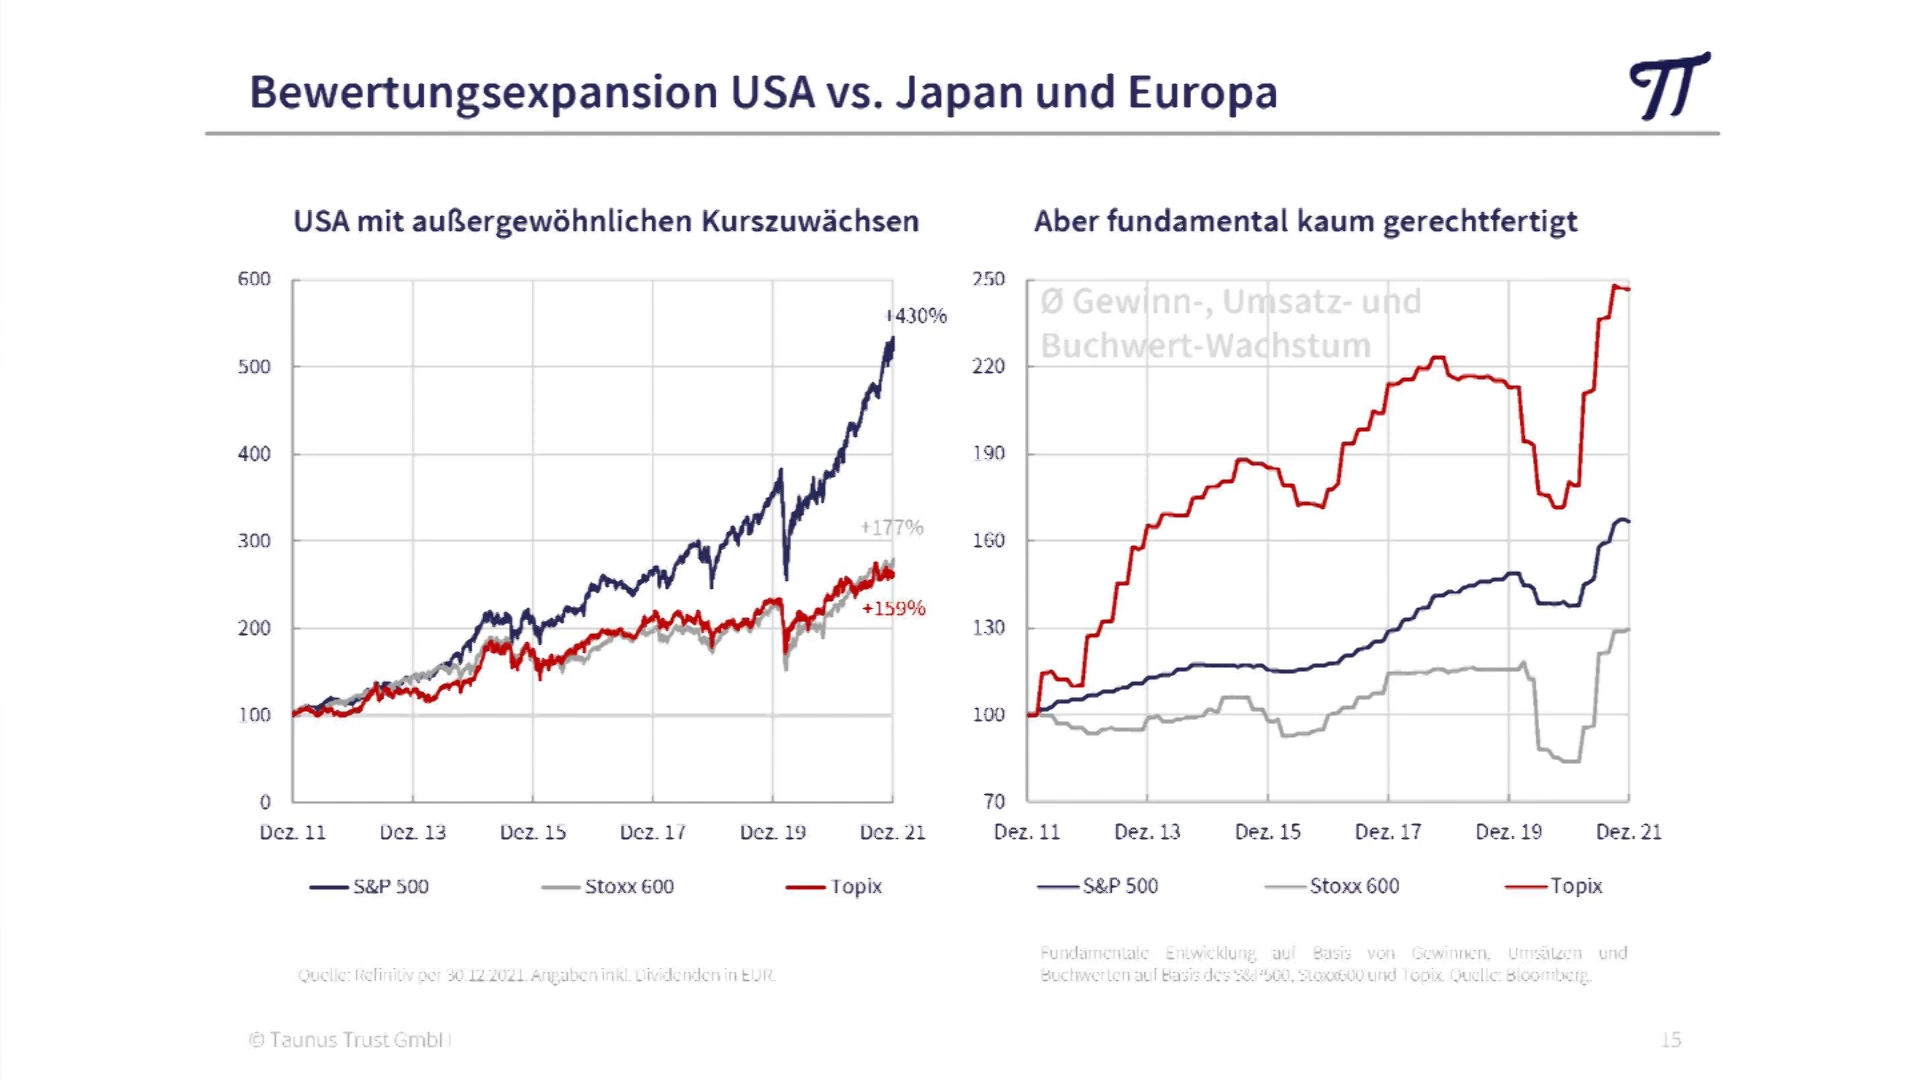 Bewertungsexpansion USA vs. Japan und Europa
USA mit außergewöhnlichen Kurszuwächsen
600
500
400
300
200
100
0
+430%
+177%
+159%
Dez. 11 Dez. 13 Dez. 15 Dez. 17 Dez. 19 Dez. 21
S&P 500 Stoxx 600 Topix
Quelle: Refinitiv per 30.12.2021. Angaben inkl. Dividenden in EUR.
Aber fundamental kaum gerechtfertigt
Ø Gewinn-, Umsatz- und
Buchwert-Wachstum
250
220
190
160
130
100
70
Dez. 11 Dez. 13 Dez. 15 Dez. 17 Dez. 19 Dez. 21
S&P 500 Stoxx 600 Topix
Fundamentale Entwicklung auf Basis von Gewinnen, Umsätzen und
Buchwerten auf Basis des S&P500, Stoxx600 und Topix. Quelle: Bloomberg.
© Taunus Trust GmbH
15